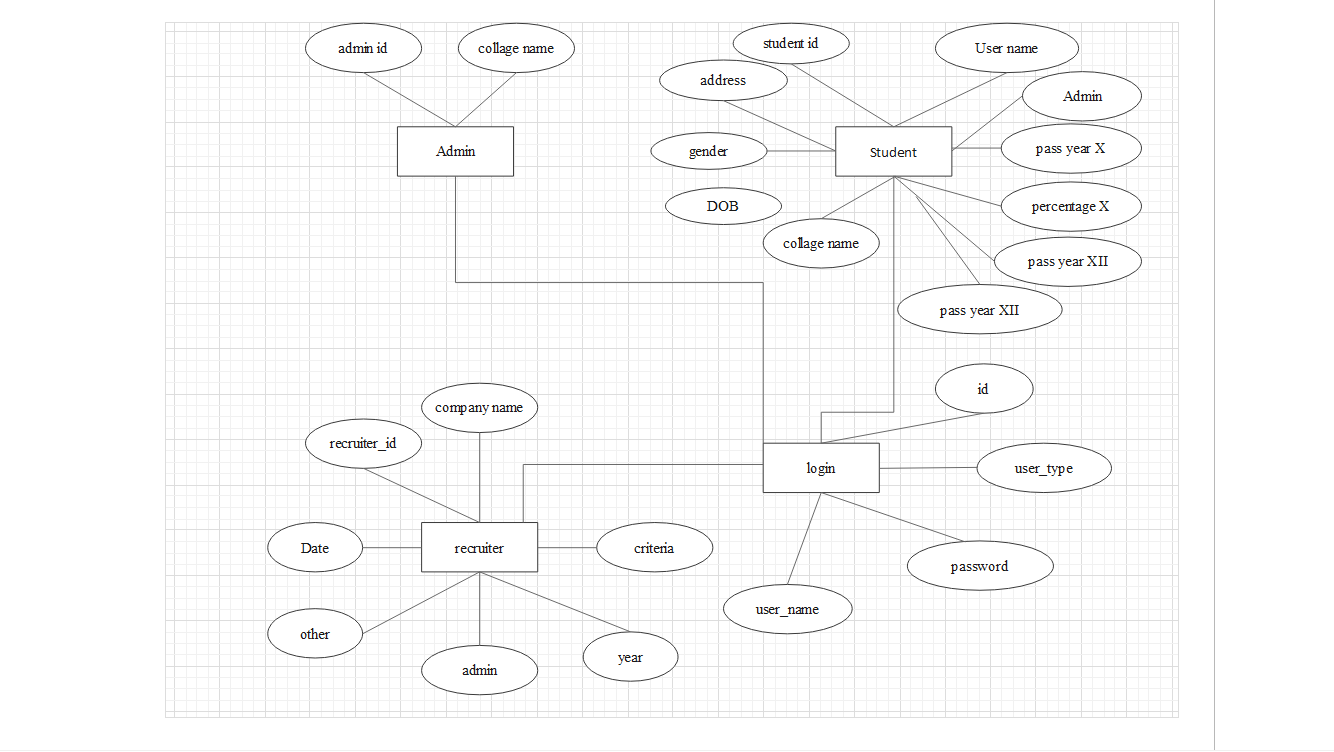 admin id
collage name
student id
User name
address
Admin
Admin
gender
Student
pass year X
DOB
percentage X
collage name
pass year XII
pass year XII
id
company name
recruiter_id
login
user_type
Date
recruiter
criteria
password
user_name
other
admin
year